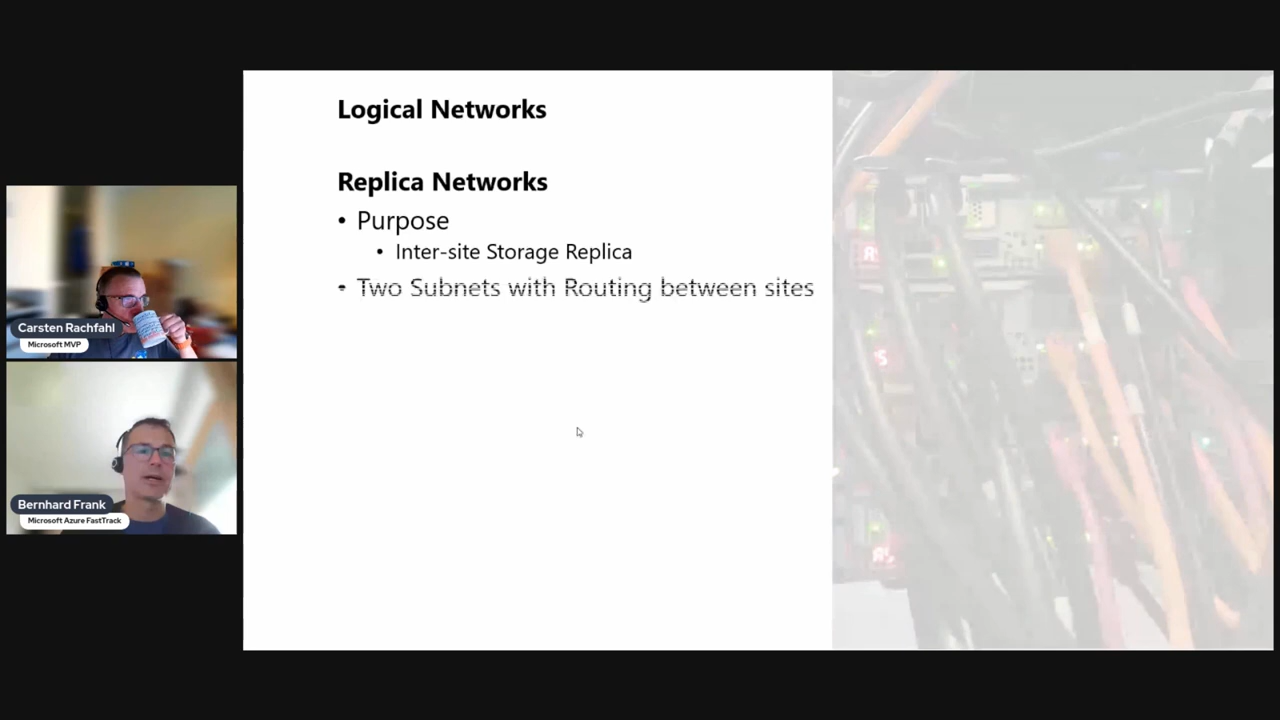 Logical Networks
Replica Networks
• Purpose
• Inter-site Storage Replica
• Two Subnets with Routing between sites
Carsten Rachfahl
Microsoft MVP
Bernhard Frank
Microsoft Azure FastTrack